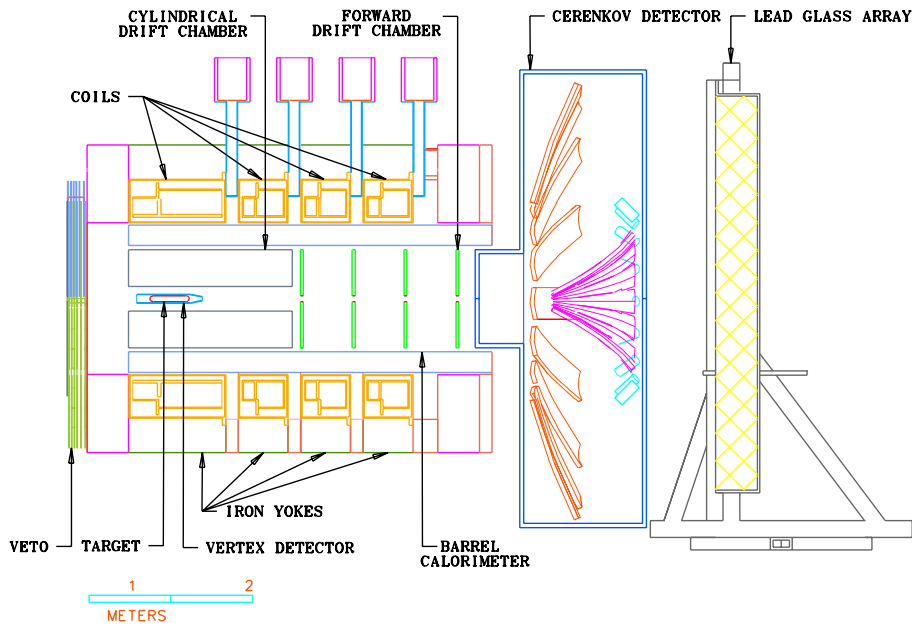 CYLINDRICAL
DRIFT CHAMBER
FORWARD
DRIFT CHAMBER
CERENKOV DETECTOR
LEAD GLASS ARRAY
COILS
IRON YOKES
VETO
TARGET
VERTEX DETECTOR
BARREL
CALORIMETER
1
2
METERS